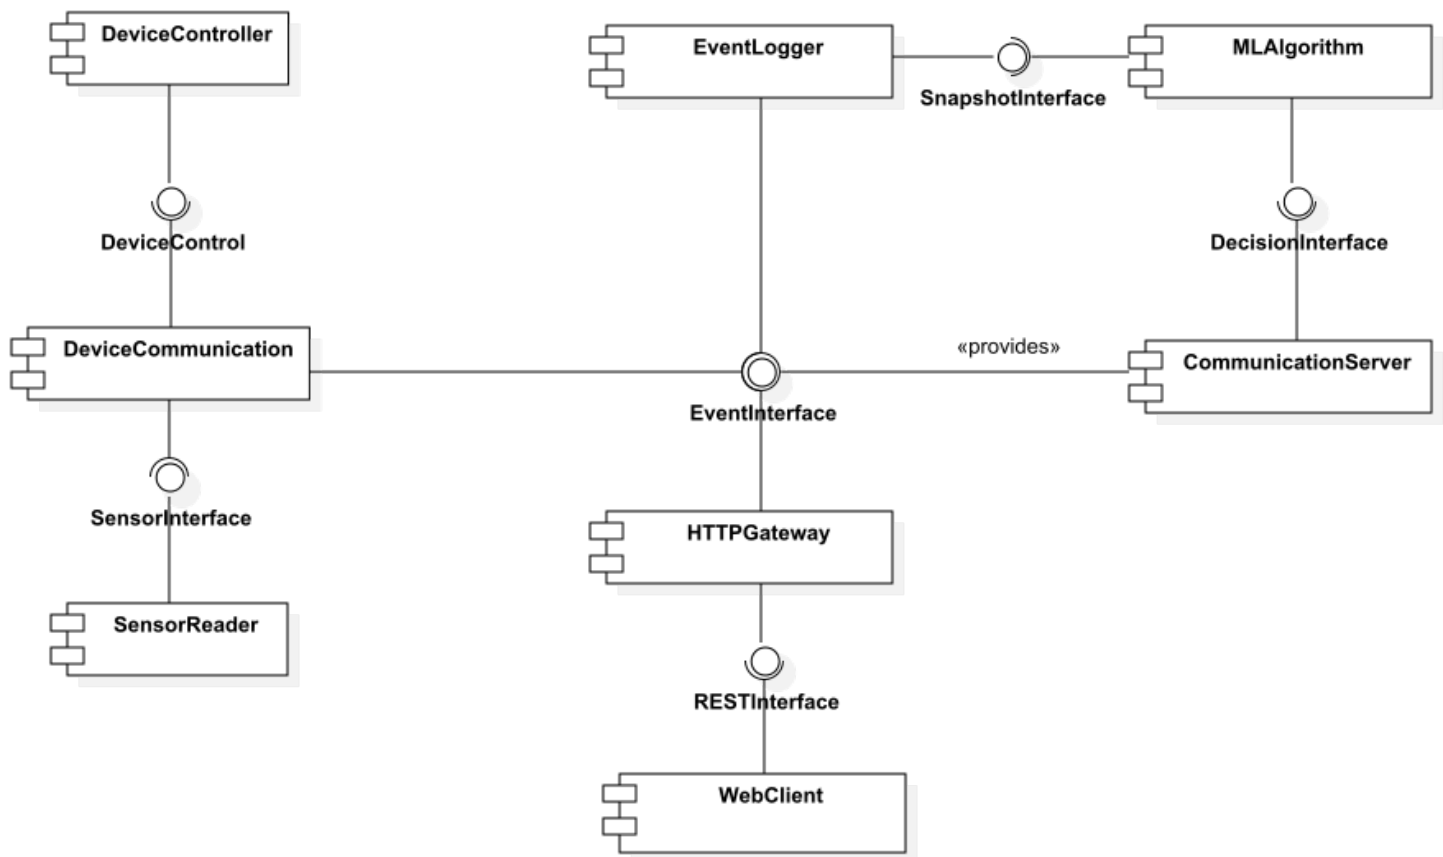 DeviceController
EventLogger
MLAlgorithm
SnapshotInterface
DeviceControl
DecisionInterface
DeviceCommunication
«provides»
CommunicationServer
EventInterface
SensorInterface
HTTPGateway
SensorReader
RESTInterface
WebClient